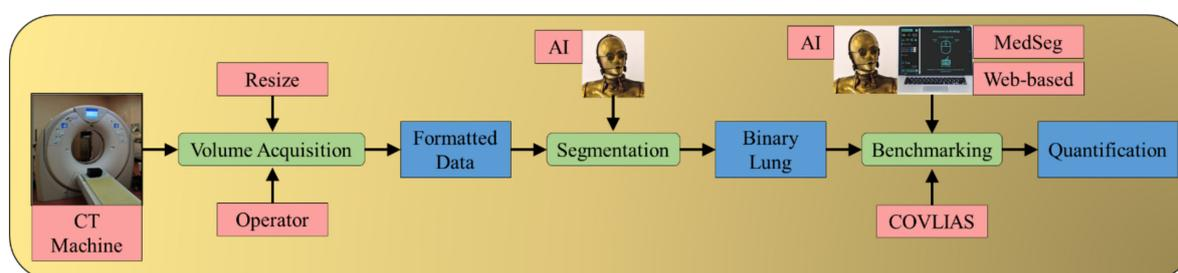 AI
AI
MedSeg
Web-based
Resize
Volume Acquisition
Formatted
Data
Segmentation
Binary
Lung
Benchmarking
Quantification
CT
Machine
Operator
COVLIAS